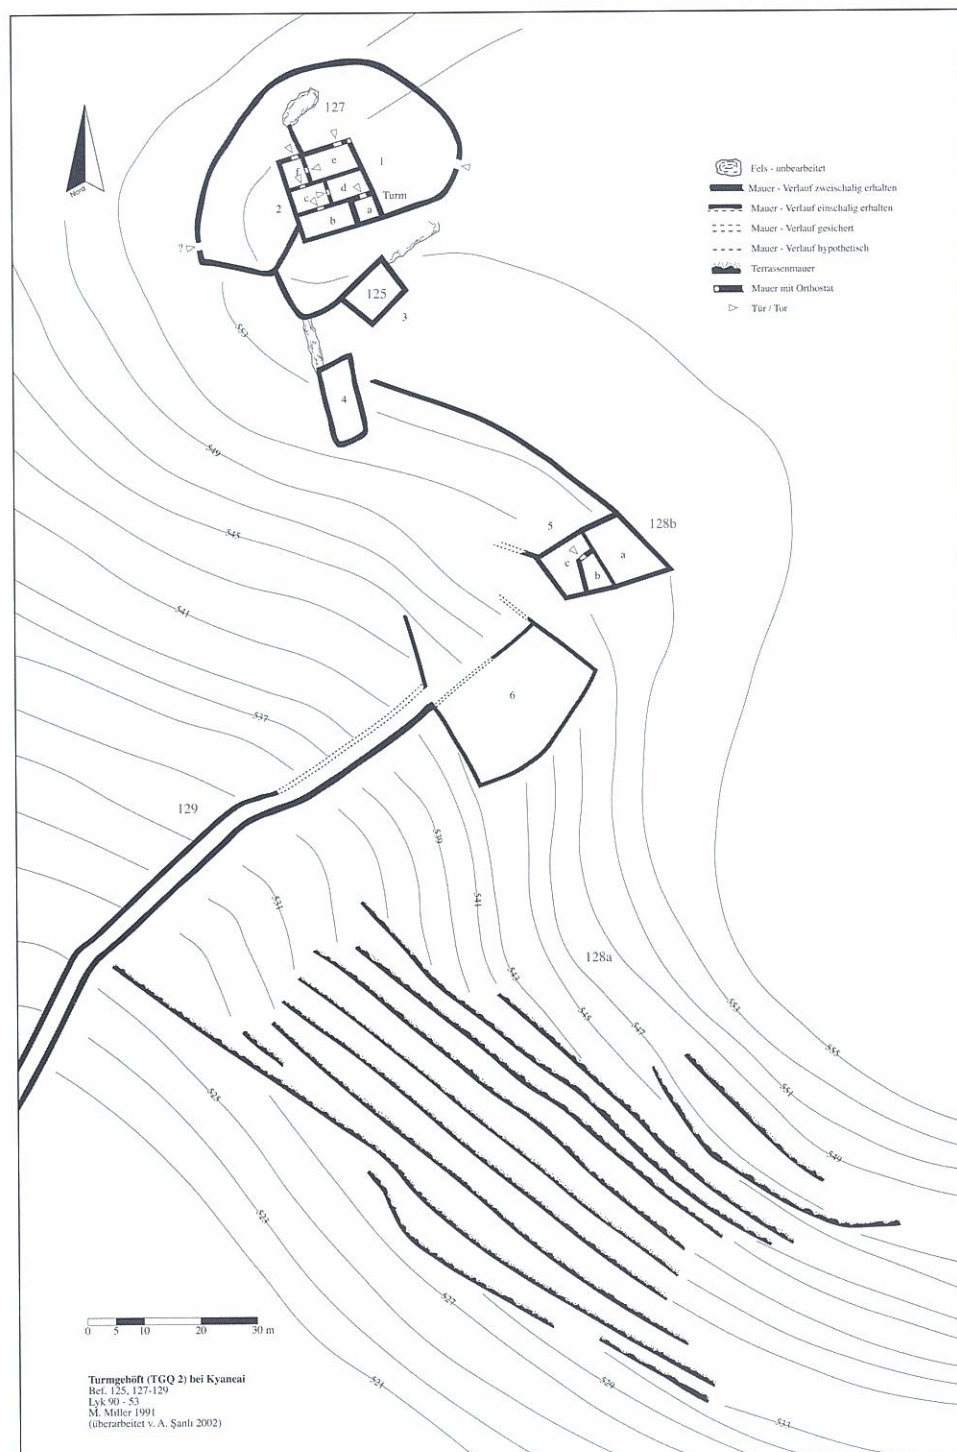 127
Nord
e
1
f
d
Turm
c
2
b
a
?
125
3
553
4
549
545
5
128b
c
a
b
541
6
537
129
539
541
531
128a
543
545
547
553
555
551
549
525
523
527
521
529
533
Fels - unbearbeitet
Mauer - Verlauf zweischalig erhalten
Mauer - Verlauf einschalig erhalten
Mauer - Verlauf gesichert
Mauer - Verlauf hypothetisch
Terrassenmauer
Mauer mit Orthostat
Tür / Tor
0 5 10 20 30 m
Turmgehöft (TGQ 2) bei Kyaneai
Bef. 125, 127-129
Lyk 90 - 53
M. Miller 1991
(überarbeitet v. A. Şanlı 2002)